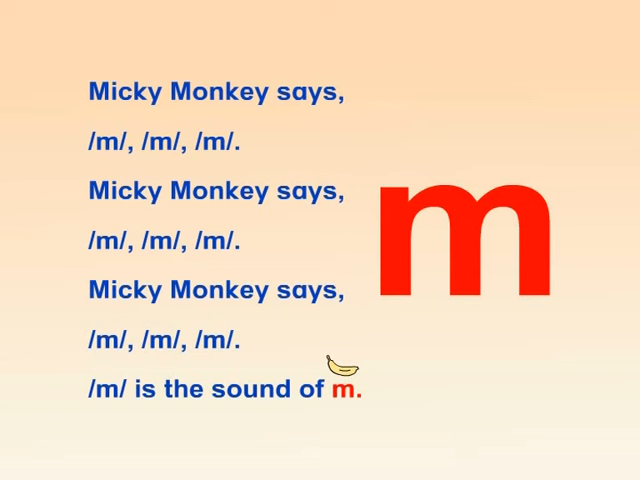 Micky Monkey says,
/m/, /m/, /m/.
Micky Monkey says,
/m/, /m/, /m/.
Micky Monkey says,
/m/, /m/, /m/.
/m/ is the sound of m.
m